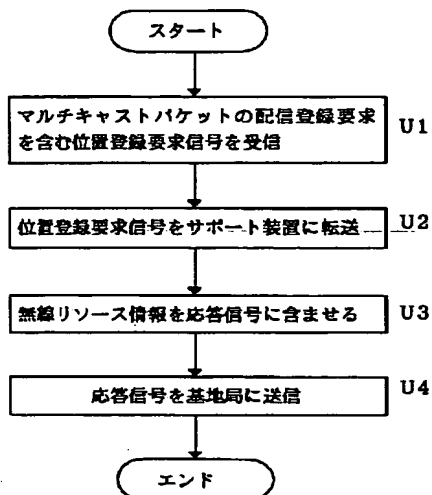 スタート
マルチキャストパケットの配信登録要求
を含む位置登録要求信号を受信
U1
位置登録要求信号をサポート装置に転送
U2
無線リソース情報を応答信号に含ませる
U3
応答信号を基地局に送信
U4
エンド